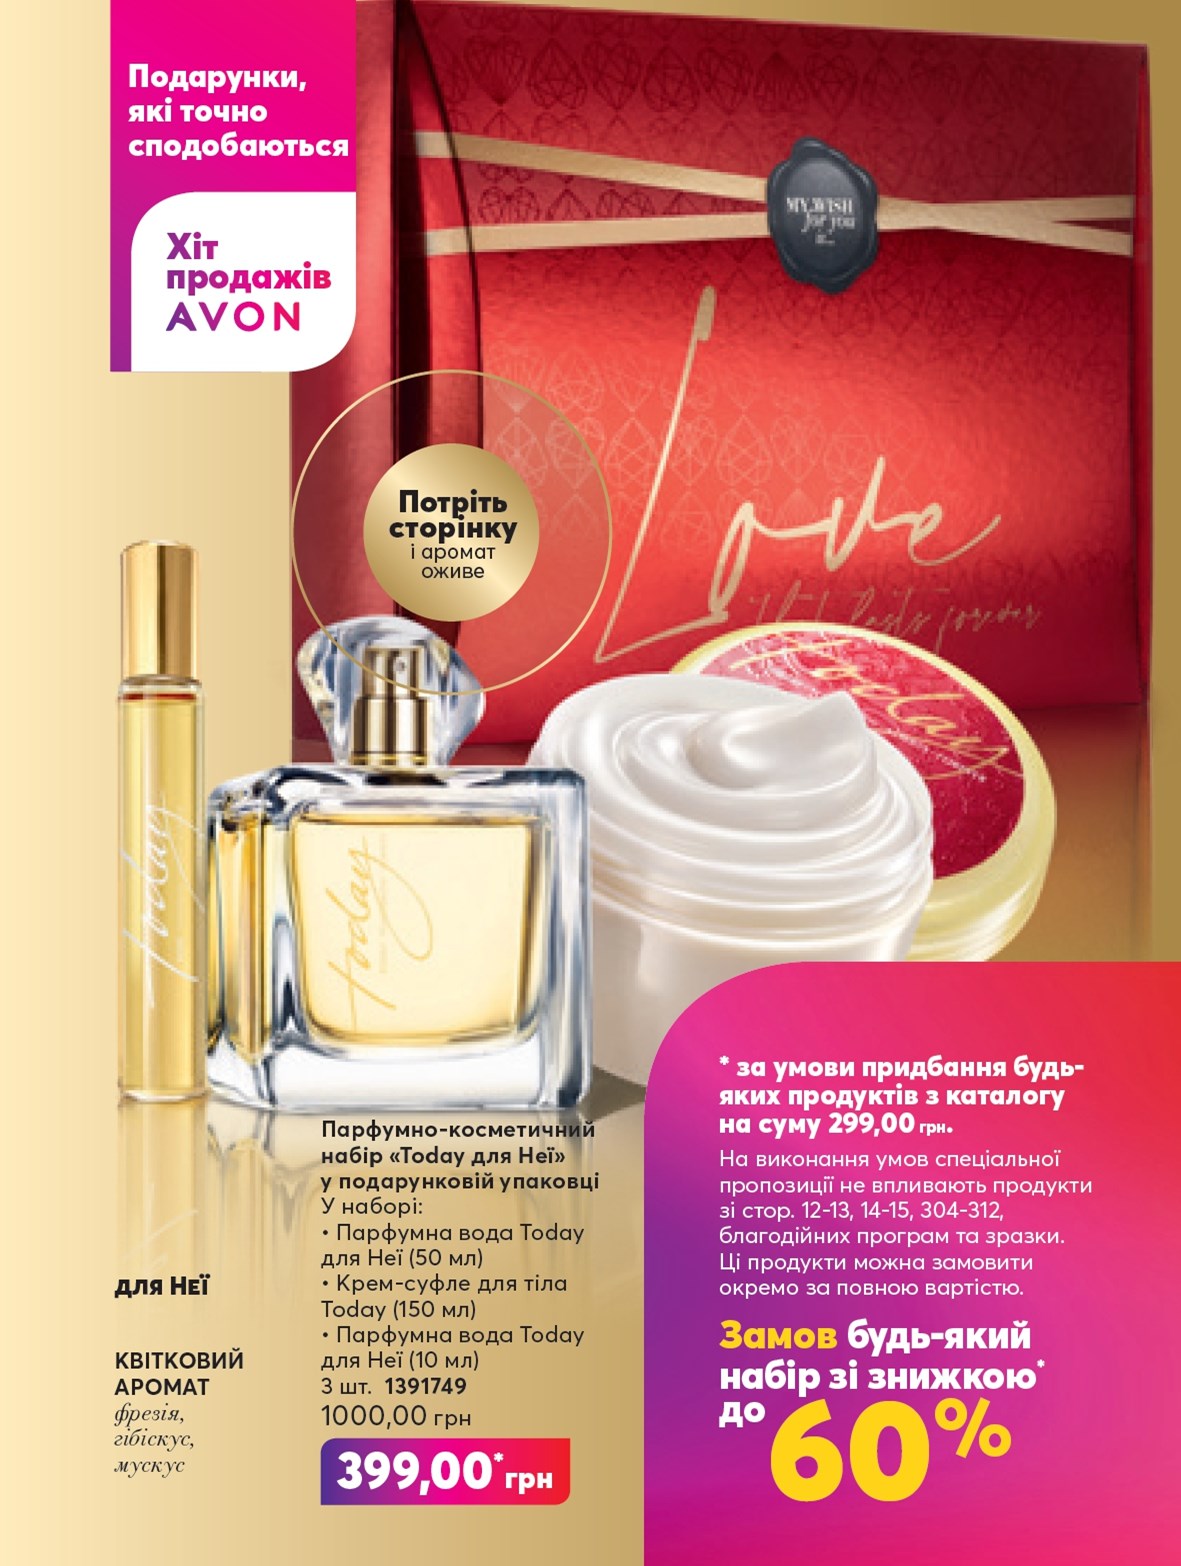 Подарунки,
які точно
сподобаються
Хіт
продажів
AVON
MY WISH
for you
is...
Love
that lasts forever
Потріть
сторінку
і аромат
оживе
today
today
today
* за умови придбання будь-
яких продуктів з каталогу
на суму 299,00 грн.
На виконання умов спеціальної
пропозиції не впливають продукти
зі стор. 12-13, 14-15, 304-312,
благодійних програм та зразки.
Ці продукти можна замовити
окремо за повною вартістю.
Замов будь-який
набір зі знижкою*
до 60%
Парфумно-косметичний
набір «Today для Неї»
у подарунковій упаковці
У наборі:
• Парфумна вода Today
для Неї (50 мл)
• Крем-суфле для тіла
Today (150 мл)
• Парфумна вода Today
для Неї (10 мл)
3 шт. 1391749
1000,00 грн
399,00* грн
для Неї
КВІТКОВИЙ
АРОМАТ
фрезія,
гібіскус,
мускус